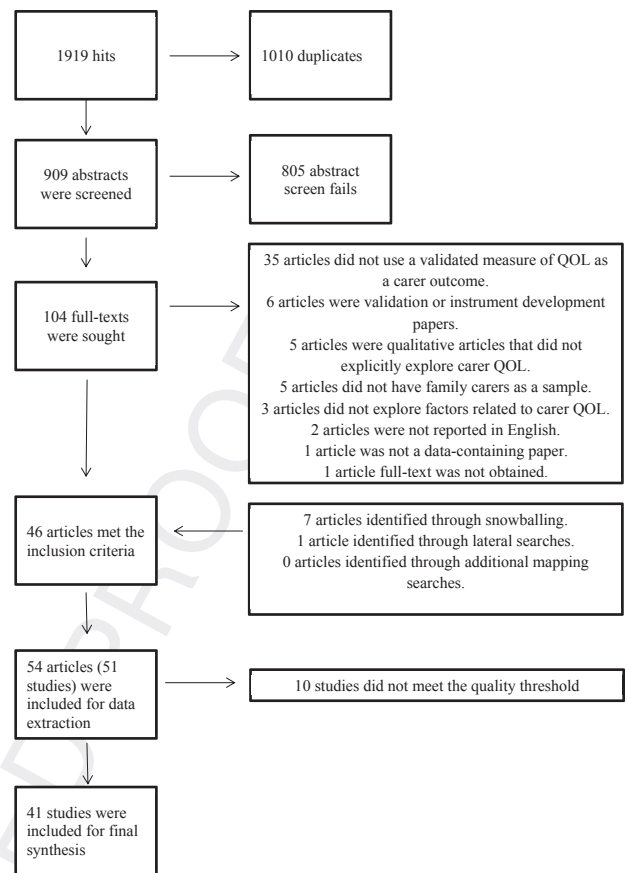 1919 hits
1010 duplicates
909 abstracts
were screened
805 abstract
screen fails
104 full-texts
were sought
35 articles did not use a validated measure of QOL as
a carer outcome.
6 articles were validation or instrument development
papers.
5 articles were qualitative articles that did not
explicitly explore carer QOL.
5 articles did not have family carers as a sample.
3 articles did not explore factors related to carer QOL.
2 articles were not reported in English.
1 article was not a data-containing paper.
1 article full-text was not obtained.
46 articles met the
inclusion criteria
7 articles identified through snowballing.
1 article identified through lateral searches.
0 articles identified through additional mapping
searches.
54 articles (51
studies) were
included for data
extraction
10 studies did not meet the quality threshold
41 studies were
included for final
synthesis
ED PROOF